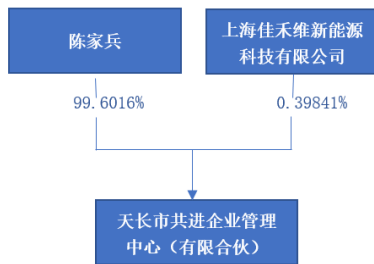 陈家兵
上海佳禾维新能源
科技有限公司
99.6016%
0.39841%
天长市共进企业管理
中心（有限合伙）